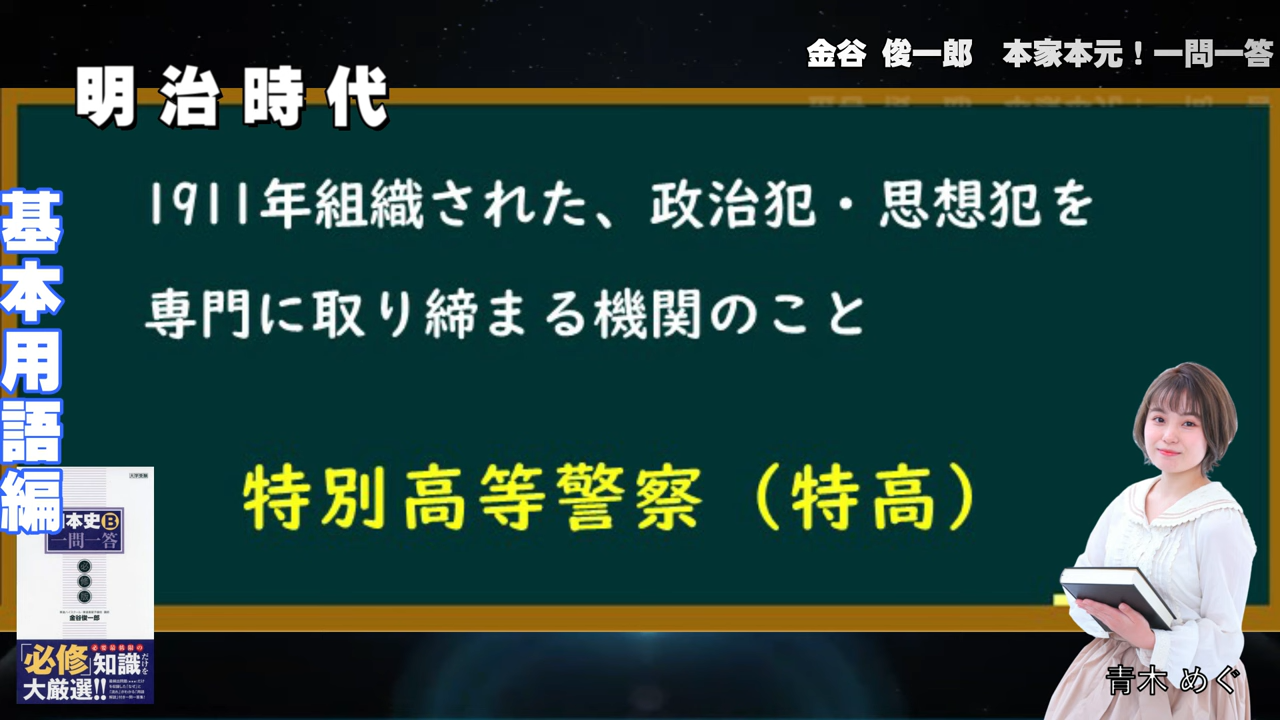 金谷 俊一郎　本家本元！一問一答
明治時代
1911年組織された、政治犯・思想犯を
専門に取り締まる機関のこと
特別高等警察（特高）
基本用語編
本史B
一問一答
金谷俊一郎
「必修」知識だけを
大厳選!!
青木 めぐ